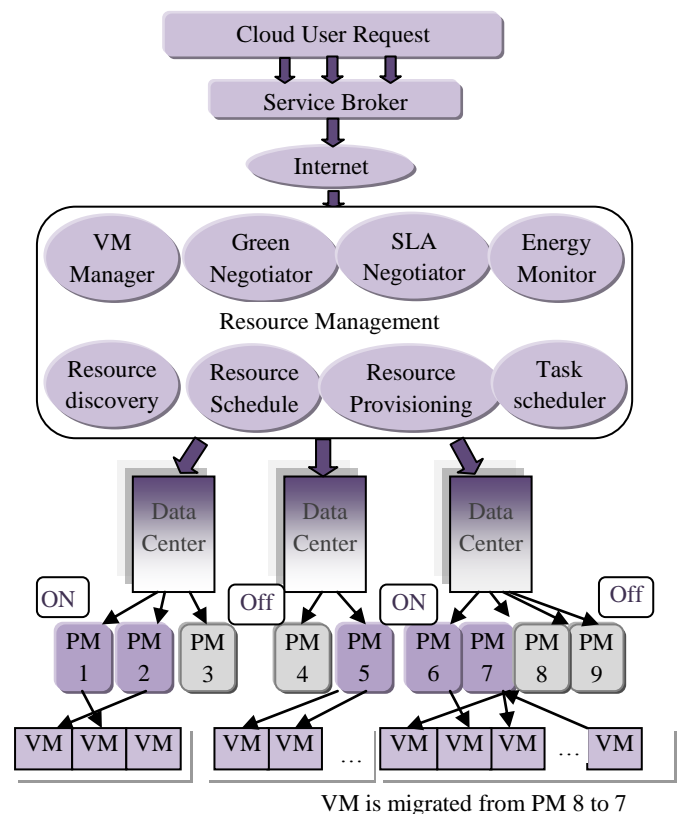 Cloud User Request
Service Broker
Internet
VM
Manager
Green
Negotiator
SLA
Negotiator
Energy
Monitor
Resource Management
Resource
discovery
Resource
Schedule
Resource
Provisioning
Task
scheduler
Data
Center
Data
Center
Data
Center
ON
Off
ON
Off
PM
1
PM
2
PM
3
PM
4
PM
5
PM
6
PM
7
PM
8
PM
9
VM VM VM
VM VM ...
VM VM VM ... VM
VM is migrated from PM 8 to 7